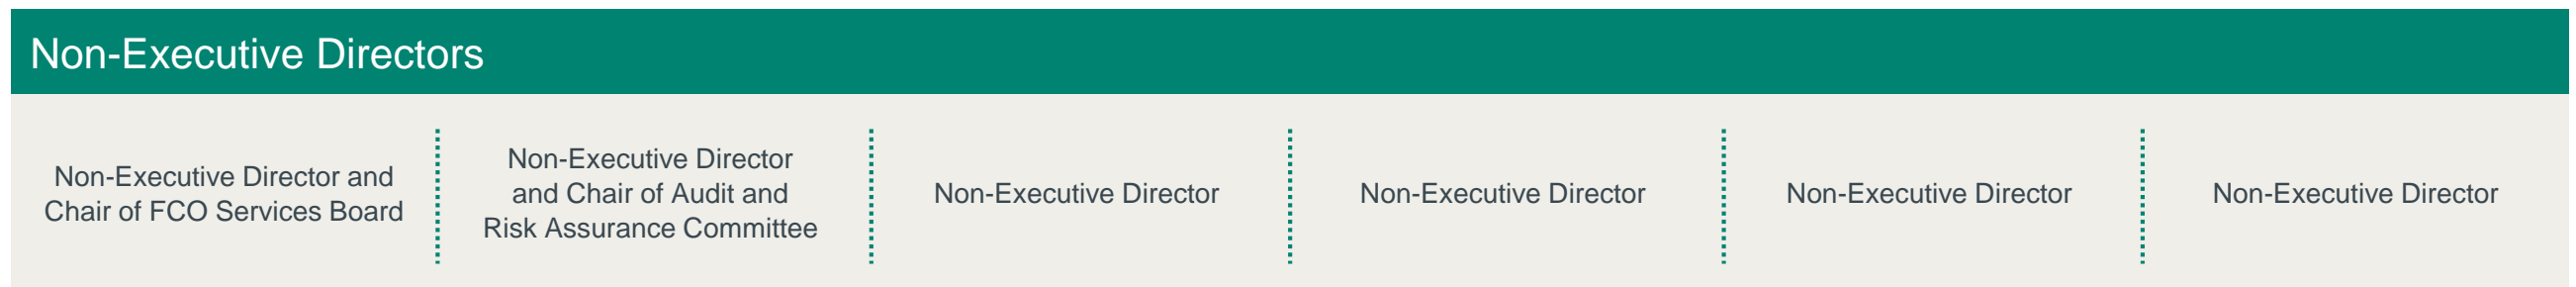 Non-Executive Directors
Non-Executive Director and
Chair of FCO Services Board
Non-Executive Director
and Chair of Audit and
Risk Assurance Committee
Non-Executive Director
Non-Executive Director
Non-Executive Director
Non-Executive Director